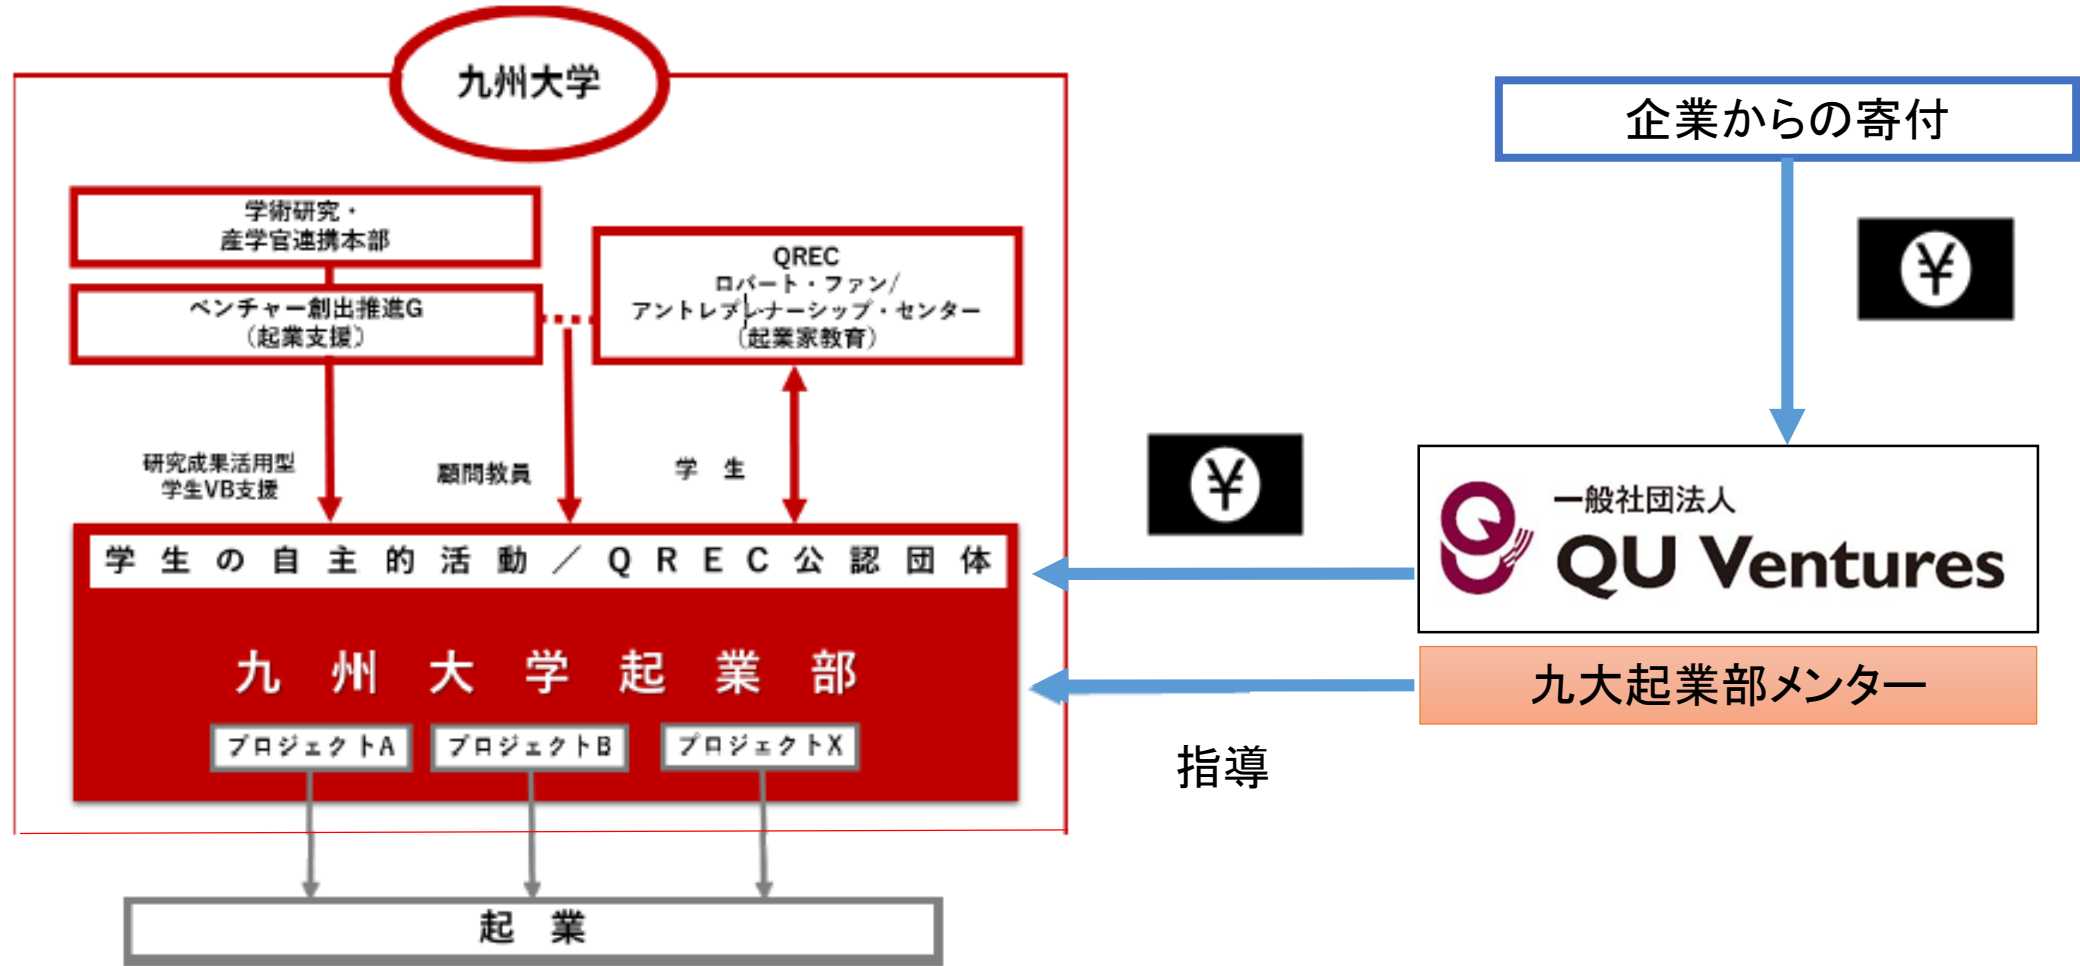 九州大学
学術研究・
産学官連携本部
ベンチャー創出推進G
(起業支援)
QREC
ロバート・ファン/
アントレプレナーシップ・センター
(起業家教育)
研究成果活用型
学生VB支援
顧問教員
学 生
学生の自主的活動／QREC公認団体
九州大学起業部
プロジェクトA
プロジェクトB
プロジェクトX
起 業
企業からの寄付
¥
¥
一般社団法人
QU Ventures
九大起業部メンター
指導